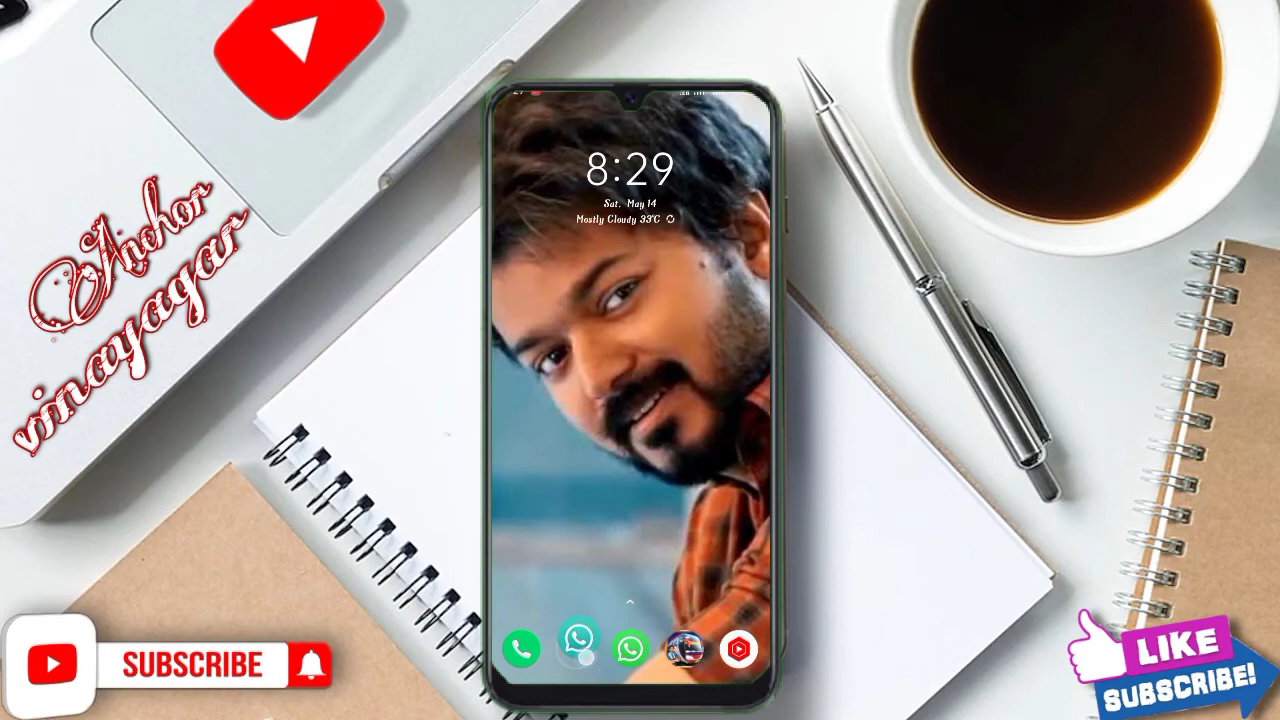 Anchor
vinayagar
8:29
Sat, May 14
Mostly Cloudy 33°C
SUBSCRIBE
LIKE
SUBSCRIBE!